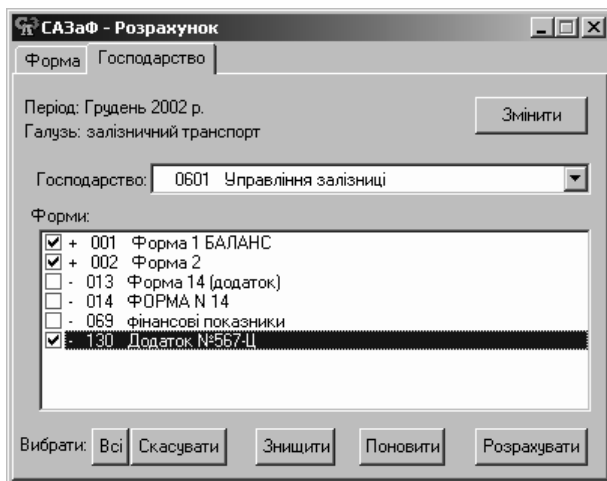 САЗаФ - Розрахунок
Форма Господарство
Період: Грудень 2002 р.
Змінити
Галузь: залізничний транспорт
Господарство: 0601 Управління залізниці
Форми:
+ 001 Форма 1 БАЛАНС
+ 002 Форма 2
- 013 Форма 14 (додаток)
- 014 ФОРМА N 14
- 069 фінансові показники
- 130 Додаток №567-Ц
Вибрати: Всі Скасувати Знищити Поновити Розрахувати